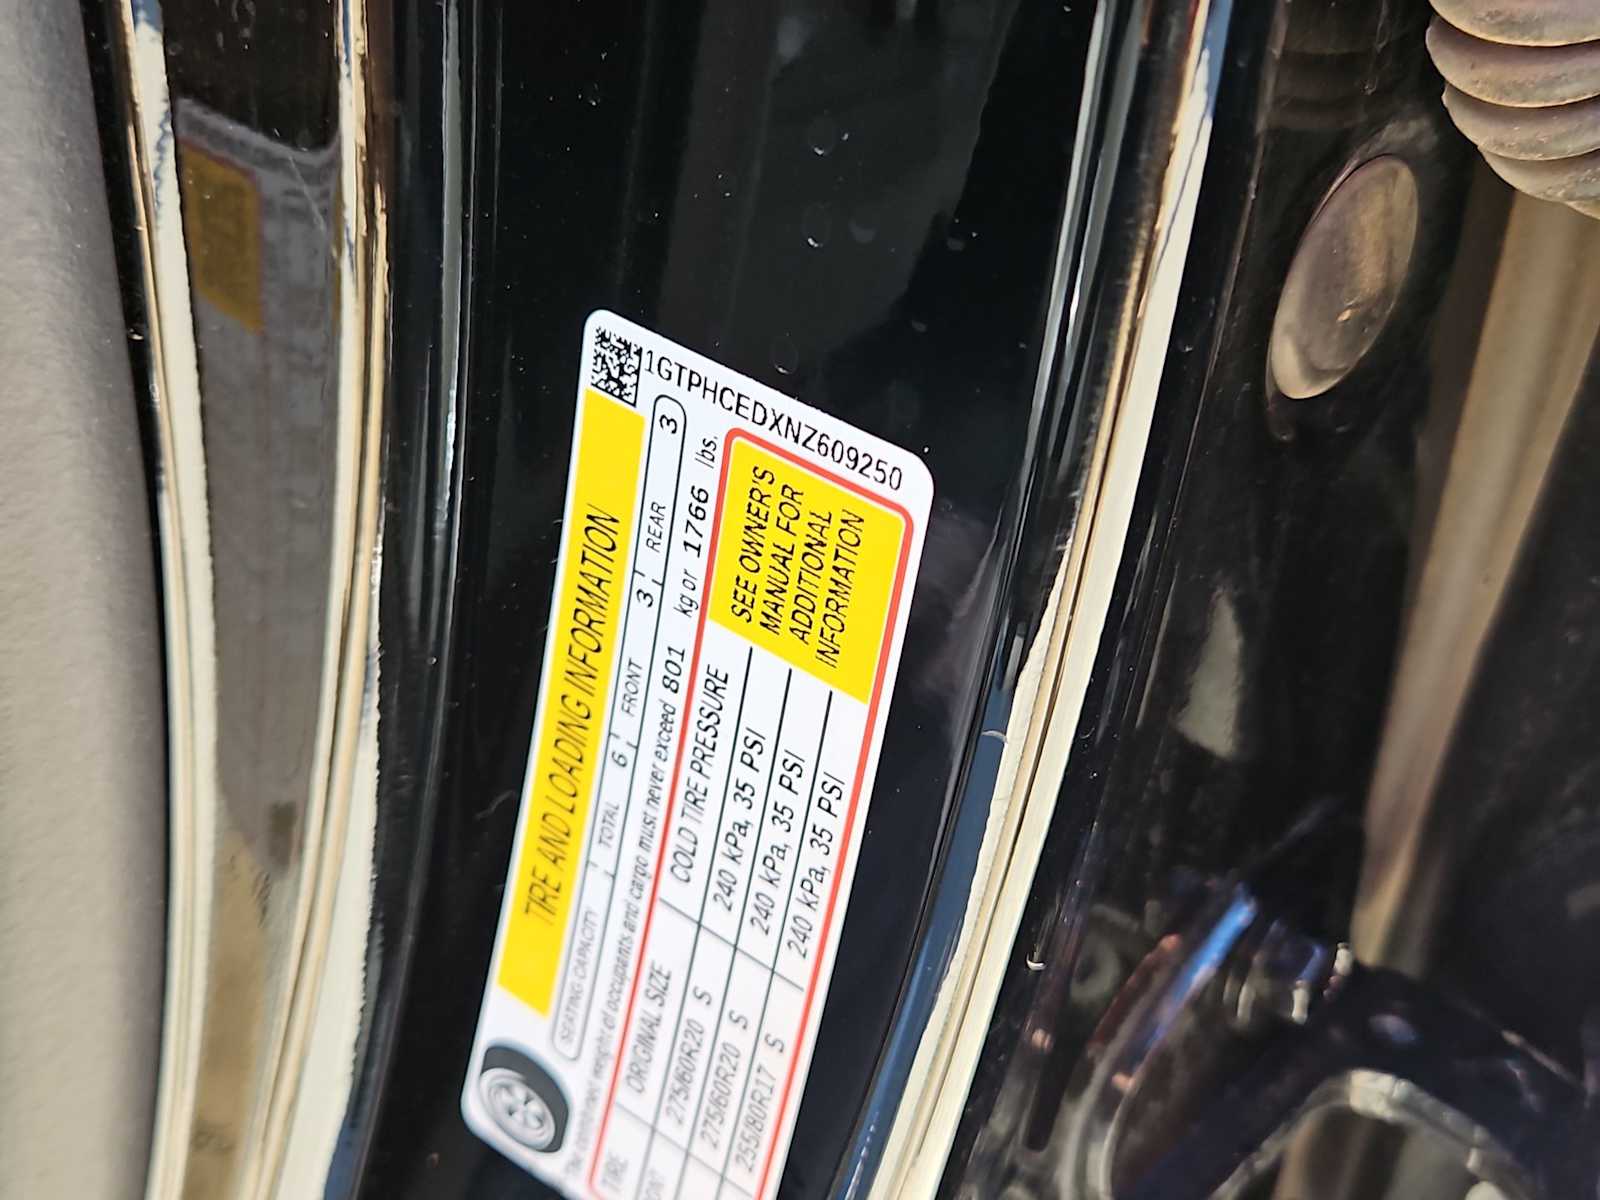 1GTPHCEDXNZ609250
TIRE AND LOADING INFORMATION
SEATING CAPACITY TOTAL 6 FRONT 3 REAR 3
The combined weight of occupants and cargo must never exceed 801 kg or 1766 lbs.
TIRE ORIGINAL SIZE COLD TIRE PRESSURE
275/60R20 S 240 kPa, 35 PSI
275/60R20 S 240 kPa, 35 PSI
255/80R17 S 240 kPa, 35 PSI
SEE OWNER'S
MANUAL FOR
ADDITIONAL
INFORMATION